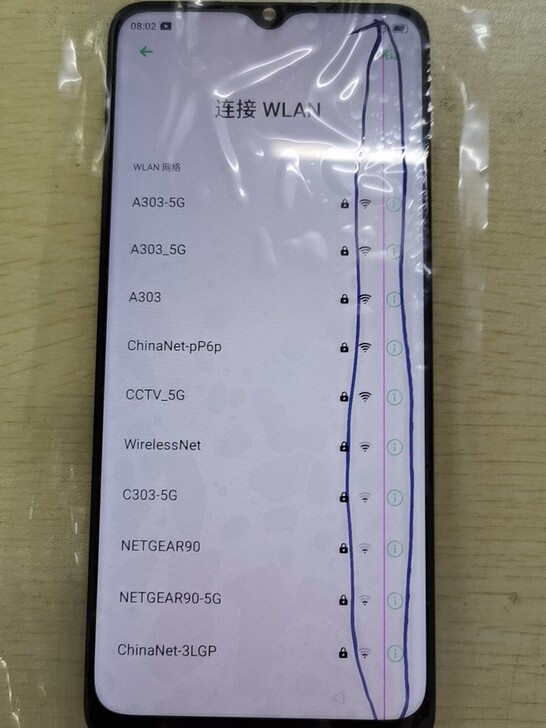 08:02
连接 WLAN
WLAN 网络
A303-5G
A303_5G
A303
ChinaNet-pP6p
CCTV_5G
WirelessNet
C303-5G
NETGEAR90
NETGEAR90-5G
ChinaNet-3LGP